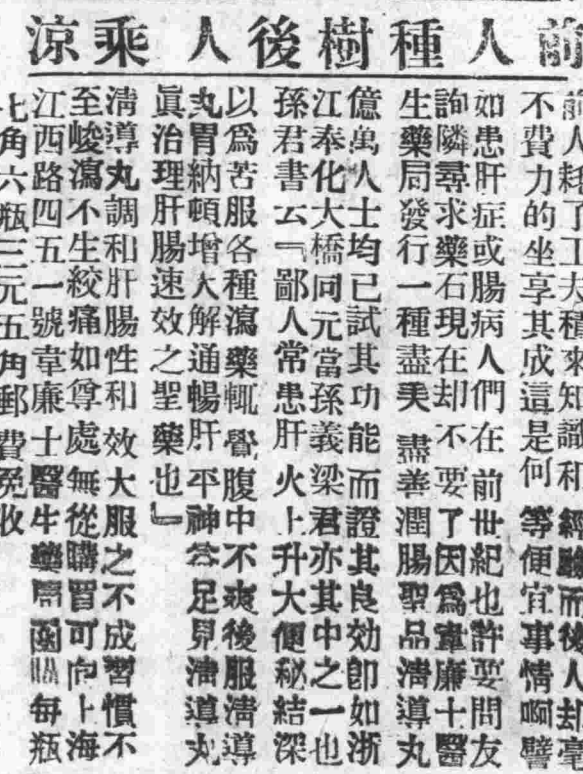 前人種樹後人乘涼
前人耗了工夫積來知識和經驗而後人却毫
不費力的坐享其成這是何等便宜事情啊譬
如患肝症或腸病人們在前世紀也許要問友
詢隣尋求藥石現在却不要了因爲韋廉士醫
生藥局發行一種盡美盡善潤腸聖品清導丸
億萬人士均已試其功能而證其良効卽如浙
江奉化大橋同元當孫義梁君亦其中之一也
孫君書云『鄙人常患肝火上升大便秘結深
以爲苦服各種瀉藥輒覺腹中不爽後服清導
丸胃納頓增大解通暢肝平神足見清導丸
眞治理肝腸速效之聖藥也』
清導丸調和肝腸性和效大服之不成習慣不
至峻瀉不生絞痛如尊處無從購買可向上海
江西路四五一號韋廉士醫生藥局函每瓶
七角六瓶三元五角郵費免收